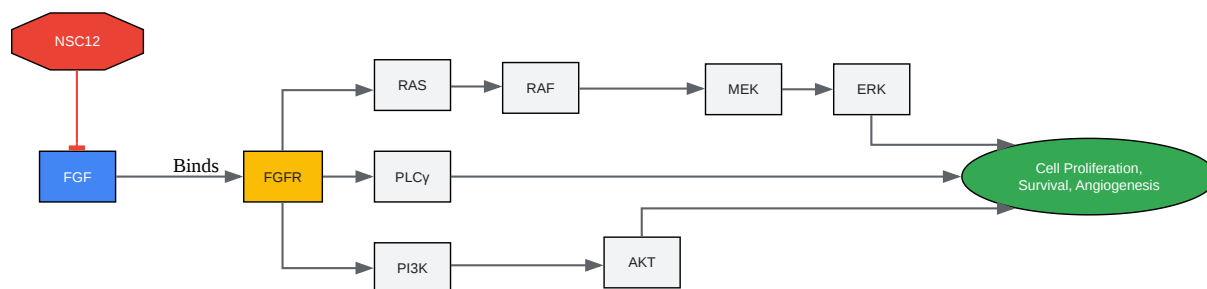 NSC12
RAS
RAF
MEK
ERK
FGF
Binds
FGFR
PLCγ
Cell Proliferation,
Survival, Angiogenesis
PI3K
AKT